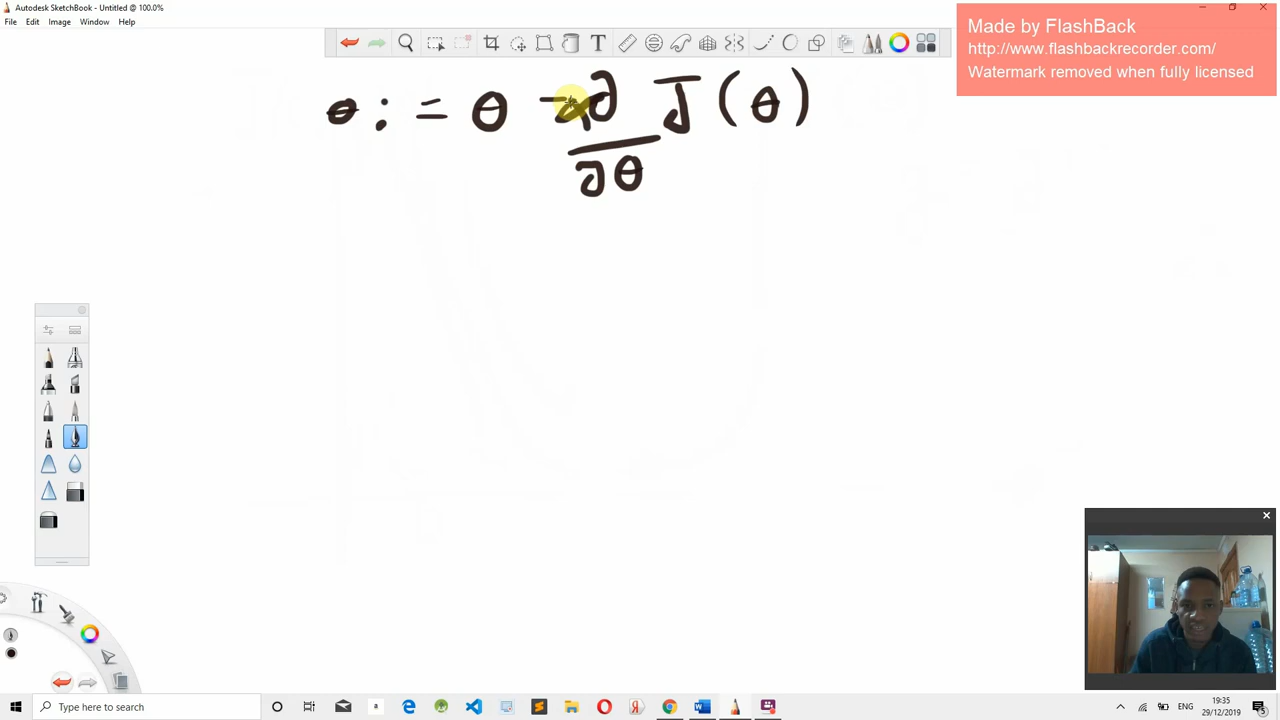 Autodesk SketchBook - Untitled @ 100.0%
File Edit Image Window Help
Made by FlashBack
http://www.flashbackrecorder.com/
Watermark removed when fully licensed
θ := θ - α ∂ J(θ)
∂θ
Type here to search
ENG
19:35
29/12/2019